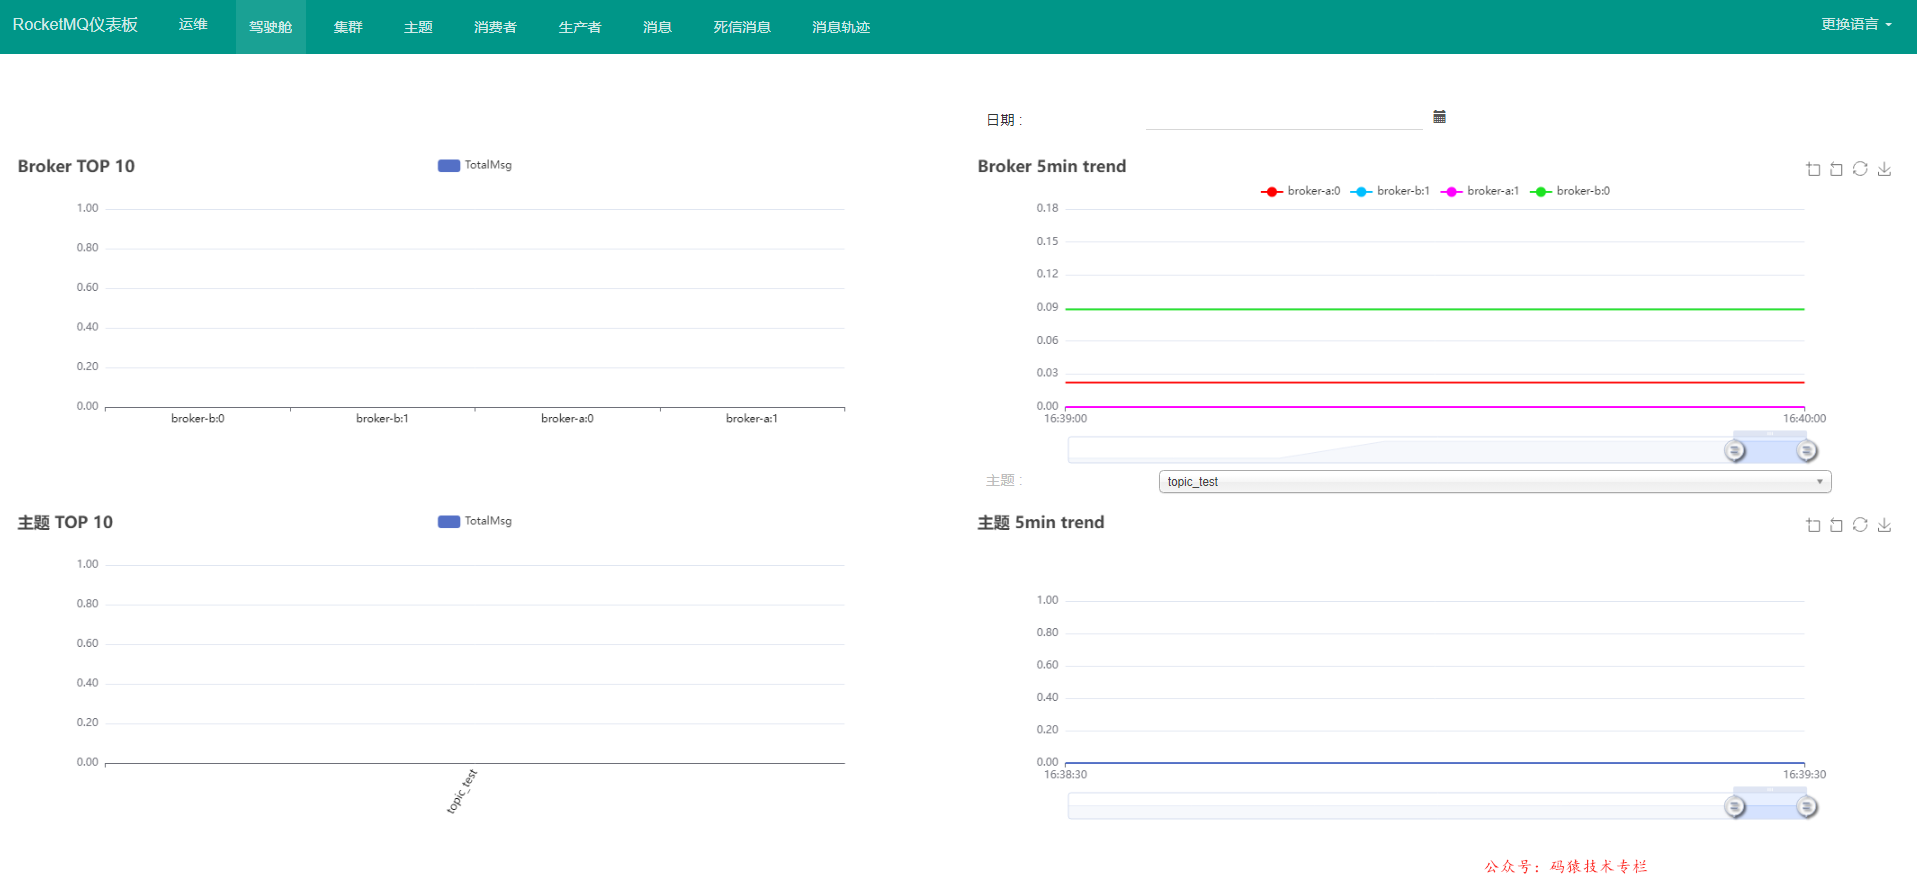 RocketMQ仪表板 运维 驾驶舱 集群 主题 消费者 生产者 消息 死信消息 消息轨迹 更换语言
日期 :
Broker TOP 10
TotalMsg
1.00
0.80
0.60
0.40
0.20
0.00
broker-b:0 broker-b:1 broker-a:0 broker-a:1
Broker 5min trend
broker-a:0 broker-b:1 broker-a:1 broker-b:0
0.18
0.15
0.12
0.09
0.06
0.03
0.00
16:39:00 16:40:00
主题 :
topic_test
主题 TOP 10
TotalMsg
1.00
0.80
0.60
0.40
0.20
0.00
topic_test
主题 5min trend
1.00
0.80
0.60
0.40
0.20
0.00
16:38:30 16:39:30
公众号：码猿技术专栏